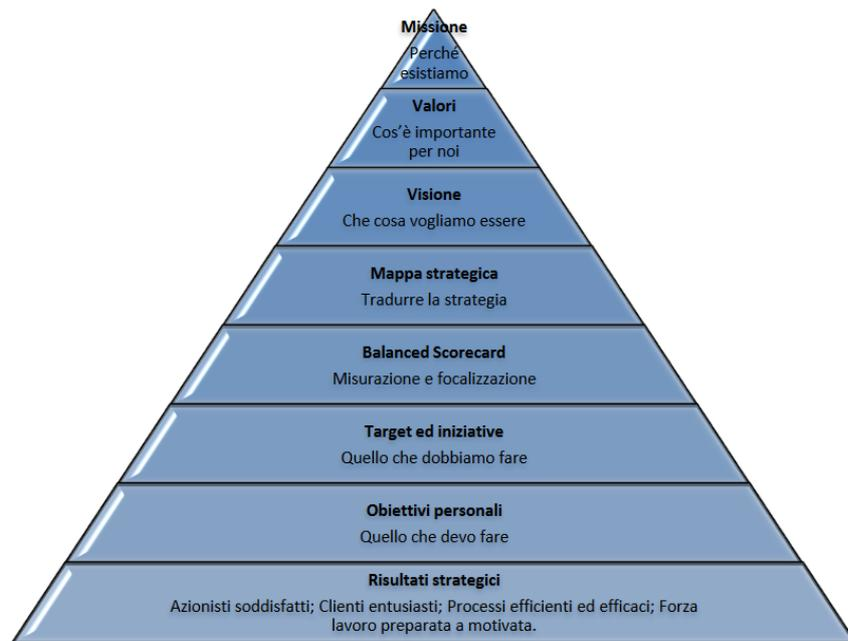 Missione
Perché
esistiamo
Valori
Cos'è importante
per noi
Visione
Che cosa vogliamo essere
Mappa strategica
Tradurre la strategia
Balanced Scorecard
Misurazione e focalizzazione
Target ed iniziative
Quello che dobbiamo fare
Obiettivi personali
Quello che devo fare
Risultati strategici
Azionisti soddisfatti; Clienti entusiasti; Processi efficienti ed efficaci; Forza
lavoro preparata a motivata.